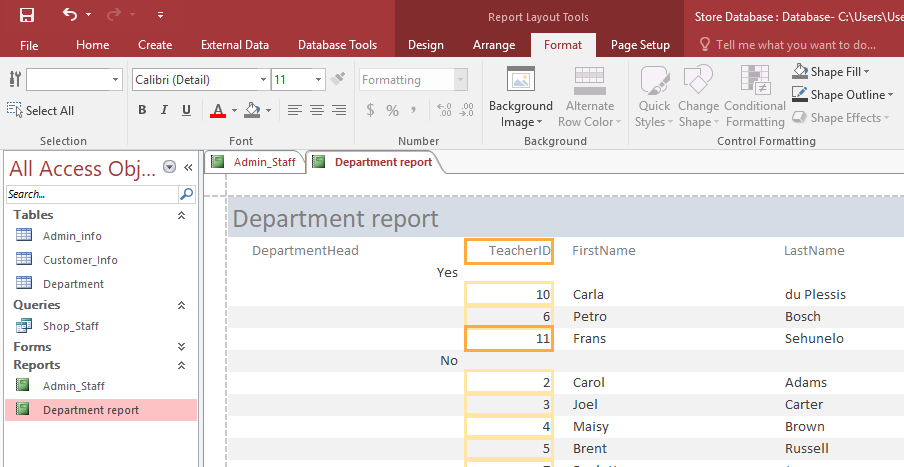 Report Layout Tools
Store Database : Database- C:\Users\Use
File Home Create External Data Database Tools Design Arrange Format Page Setup Tell me what you want to do...
Calibri (Detail) 11 Formatting
Select All
B I U A $ % , .00
Background Image
Alternate Row Color
Quick Styles
Change Shape
Conditional Formatting
Shape Fill
Shape Outline
Shape Effects
Selection Font Number Background Control Formatting
All Access Obj... «
Search...
Tables
Admin_info
Customer_Info
Department
Queries
Shop_Staff
Forms
Reports
Admin_Staff
Department report
Admin_Staff Department report
Department report
DepartmentHead TeacherID FirstName LastName
Yes
10 Carla du Plessis
6 Petro Bosch
11 Frans Sehunelo
No
2 Carol Adams
3 Joel Carter
4 Maisy Brown
5 Brent Russell